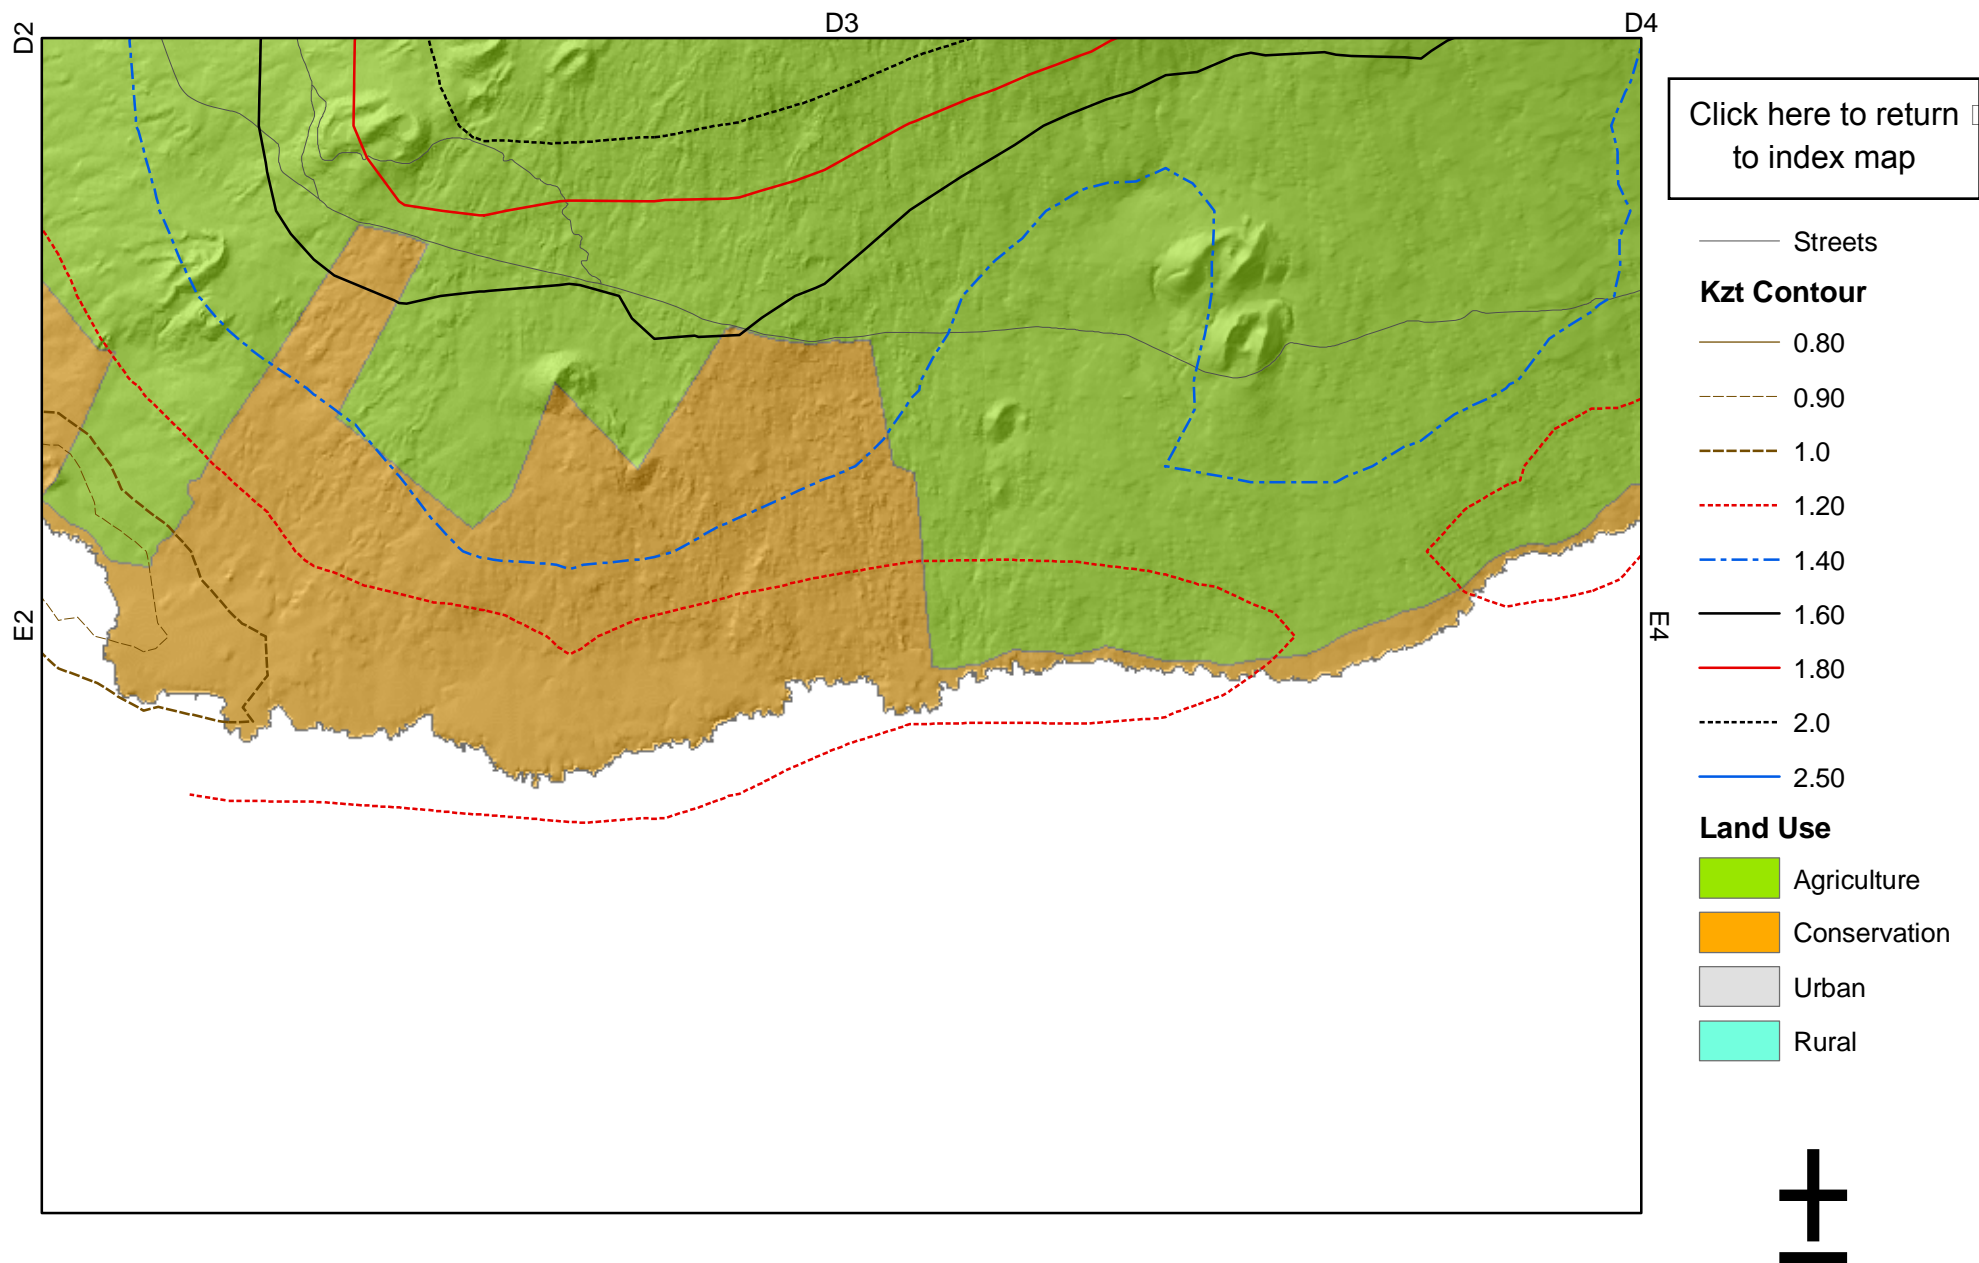 D2
D3
D4
E2
E4
Click here to return
to index map
Streets
Kzt Contour
0.80
0.90
1.0
1.20
1.40
1.60
1.80
2.0
2.50
Land Use
Agriculture
Conservation
Urban
Rural